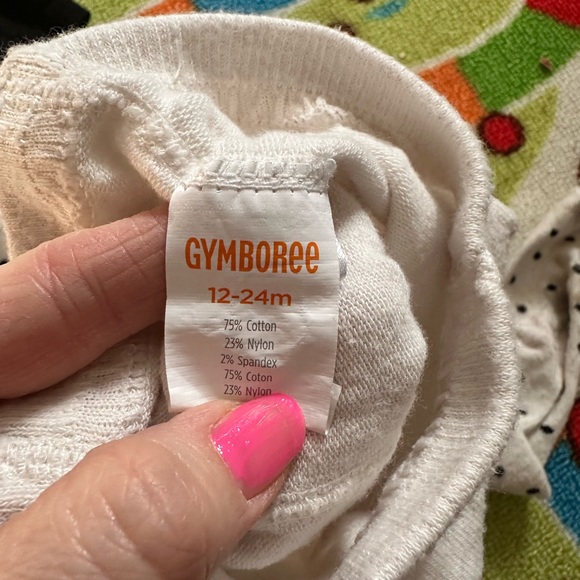 GYMBOREE
12-24m
75% Cotton
23% Nylon
2% Spandex
75% Coton
23% Nylon